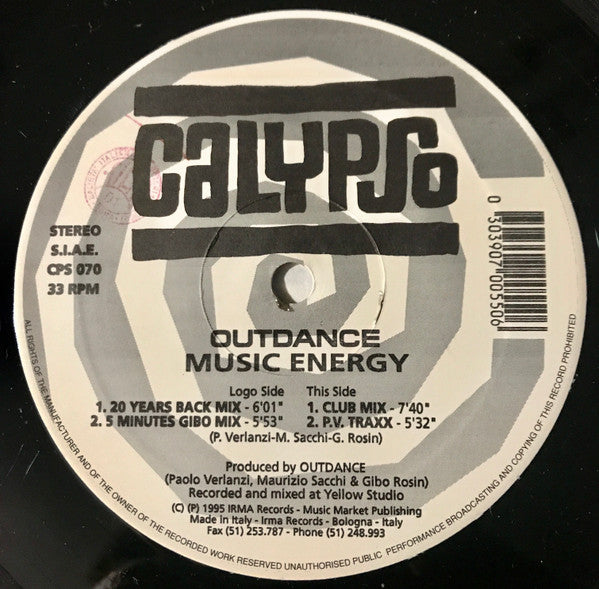 CALYPSO
STEREO
S.I.A.E.
CPS 070
33 RPM
0 303907 005506
OUTDANCE
MUSIC ENERGY
Logo Side
1. 20 YEARS BACK MIX - 6'01"
2. 5 MINUTES GIBO MIX - 5'53"
This Side
1. CLUB MIX - 7'40"
2. P.V. TRAXX - 5'32"
(P. Verlanzi-M. Sacchi-G. Rosin)
Produced by OUTDANCE
(Paolo Verlanzi, Maurizio Sacchi & Gibo Rosin)
Recorded and mixed at Yellow Studio
(C) (P) 1995 IRMA Records - Music Market Publishing
Made in Italy - Irma Records - Bologna - Italy
Fax (51) 253.787 - Phone (51) 248.993
ALL RIGHTS OF THE MANUFACTURER AND OF THE OWNER OF THE RECORDED WORK RESERVED UNAUTHORISED PUBLIC PERFORMANCE BROADCASTING AND COPYING OF THIS RECORD PROHIBITED